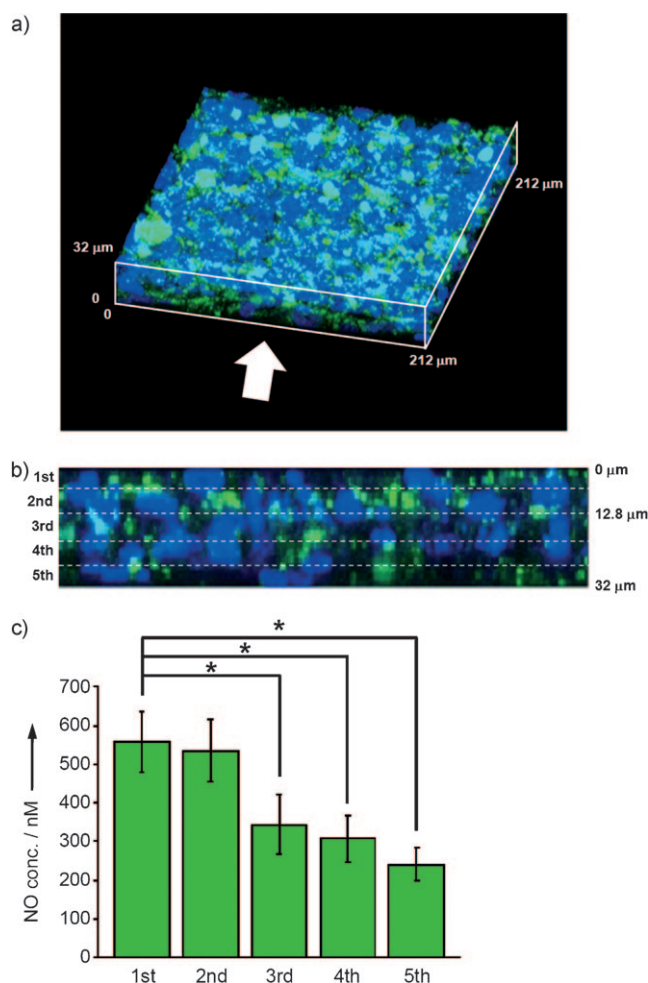 a)
212 μm
32 μm
0
0
212 μm
b)
1st
0 μm
2nd
12.8 μm
3rd
4th
5th
32 μm
c)
*
*
*
700
600
500
400
300
200
100
0
NO conc. / nM
1st 2nd 3rd 4th 5th